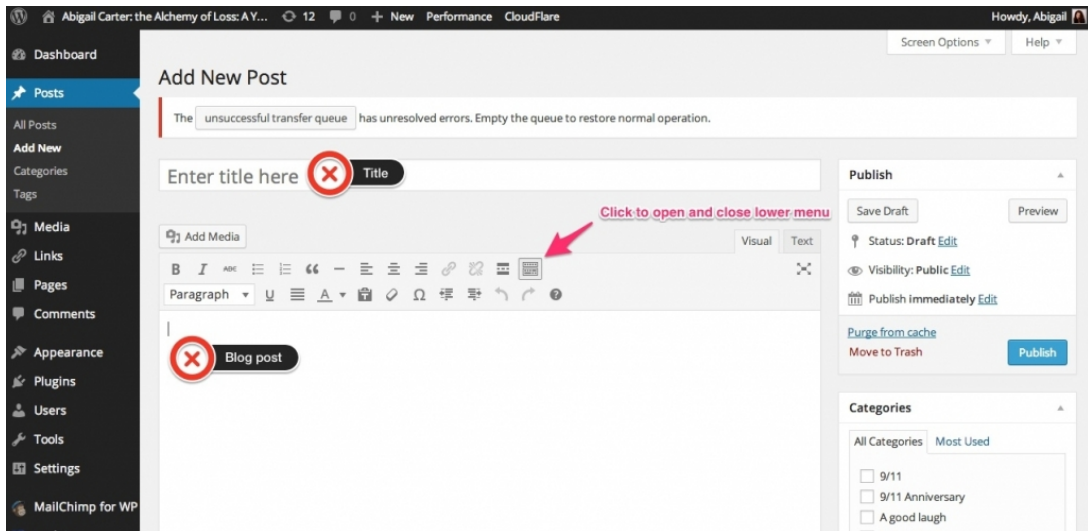 Abigail Carter: the Alchemy of Loss: A Y... 12 0 + New Performance CloudFlare Howdy, Abigail
Screen Options Help
Dashboard
Posts
All Posts
Add New
Categories
Tags
Media
Links
Pages
Comments
Appearance
Plugins
Users
Tools
Settings
MailChimp for WP
Add New Post
The unsuccessful transfer queue has unresolved errors. Empty the queue to restore normal operation.
Enter title here Title
Click to open and close lower menu
Add Media Visual Text
B I ABC
Paragraph U A Ω
Blog post
Publish
Save Draft Preview
Status: Draft Edit
Visibility: Public Edit
Publish immediately Edit
Purge from cache
Move to Trash Publish
Categories
All Categories Most Used
9/11
9/11 Anniversary
A good laugh